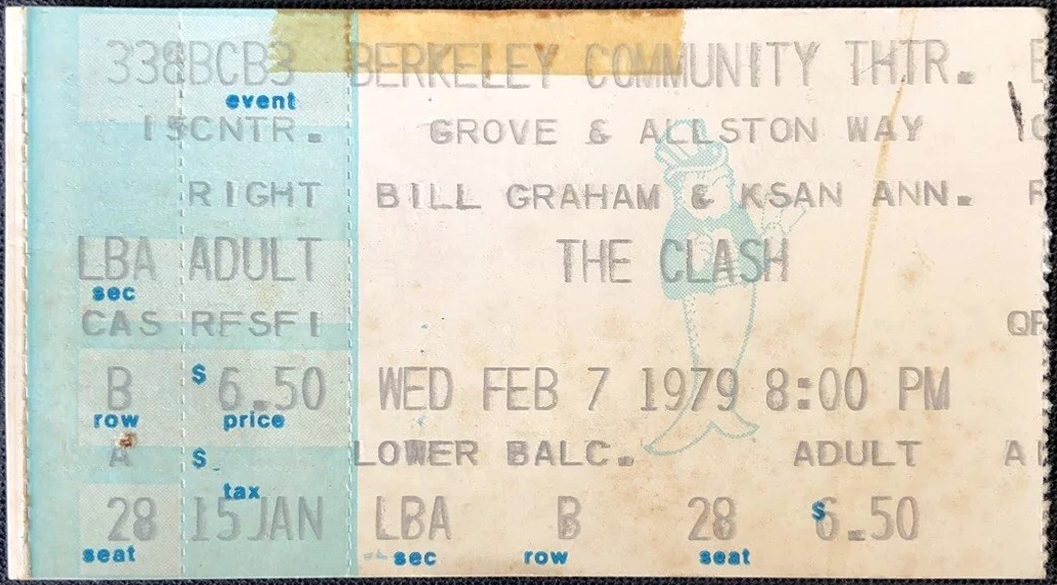 338BCB3 BERKELEY COMMUNITY THTR. B
event
15CNTR. GROVE & ALLSTON WAY
RIGHT BILL GRAHAM & KSAN ANN.
LBA ADULT THE CLASH
sec
CAS RESFI
B $ 6.50 WED FEB 7 1979 8:00 PM
row price
A $ LOWER BALC. ADULT A
tax
28 15JAN LBA B 28 $6.50
seat sec row seat